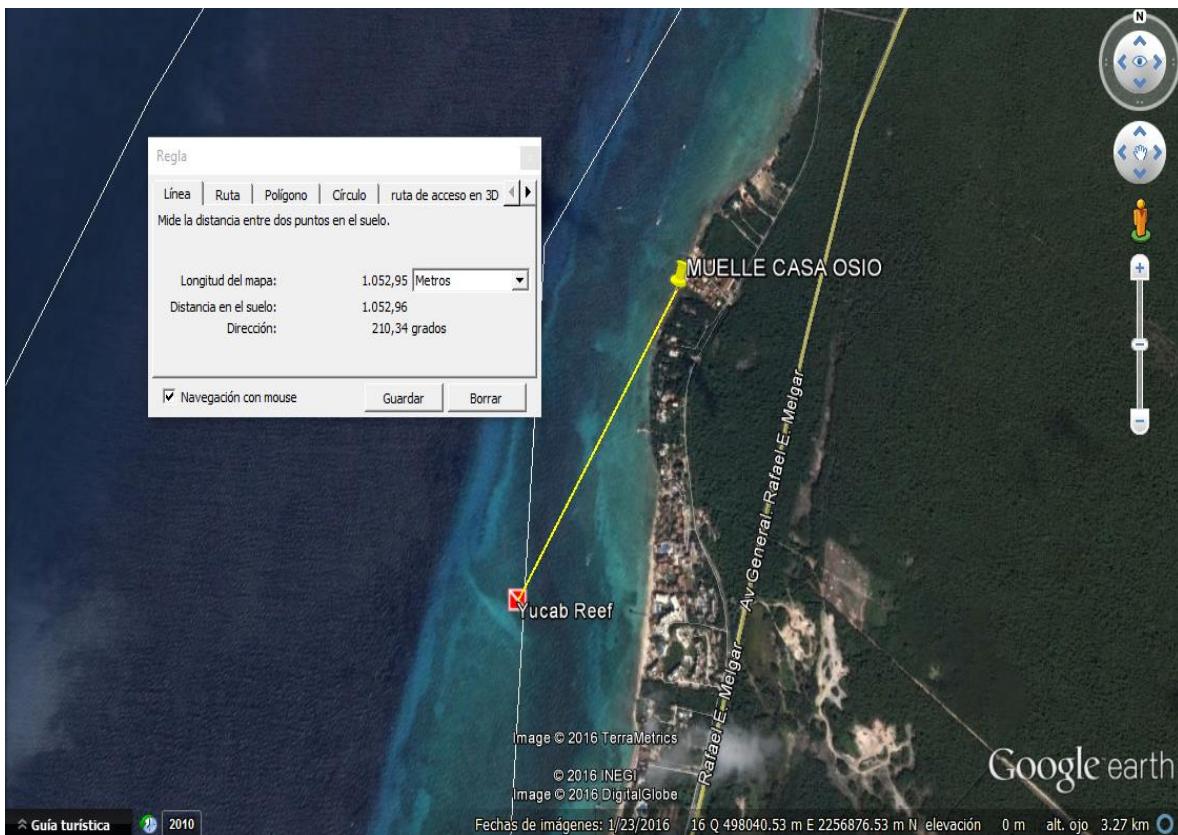 N
Regla
Línea Ruta Polígono Círculo ruta de acceso en 3D
Mide la distancia entre dos puntos en el suelo.
Longitud del mapa: 1.052,95 Metros
Distancia en el suelo: 1.052,96
Dirección: 210,34 grados
Navegación con mouse Guardar Borrar
MUELLE CASA OSIO
Av General Rafael E. Melgar
Yucab Reef
Rafael E. Melgar
Image © 2016 TerraMetrics
© 2016 INEGI
Image © 2016 DigitalGlobe
Google earth
Guía turística 2010 Fechas de imágenes: 1/23/2016 16 Q 498040.53 m E 2256876.53 m N elevación 0 m alt. ojo 3.27 km